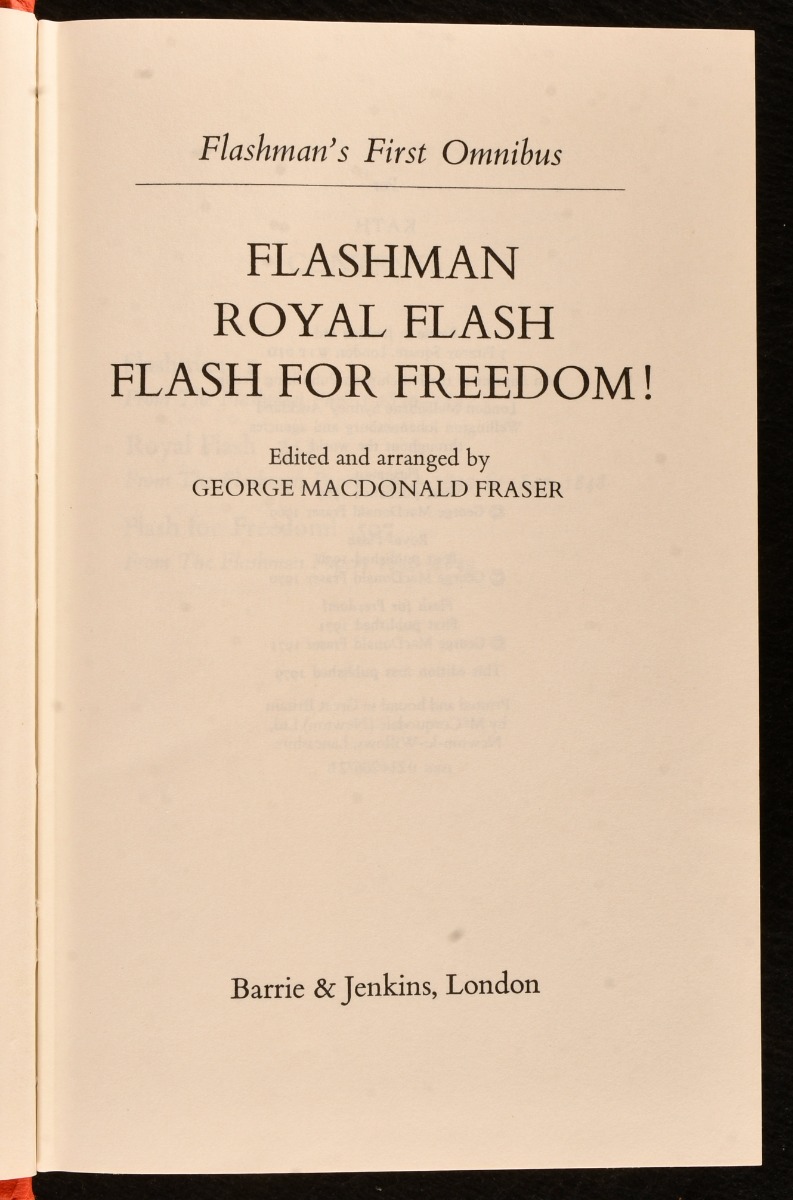 Flashman's First Omnibus
FLASHMAN
ROYAL FLASH
FLASH FOR FREEDOM!
Edited and arranged by
GEORGE MACDONALD FRASER
Barrie & Jenkins, London